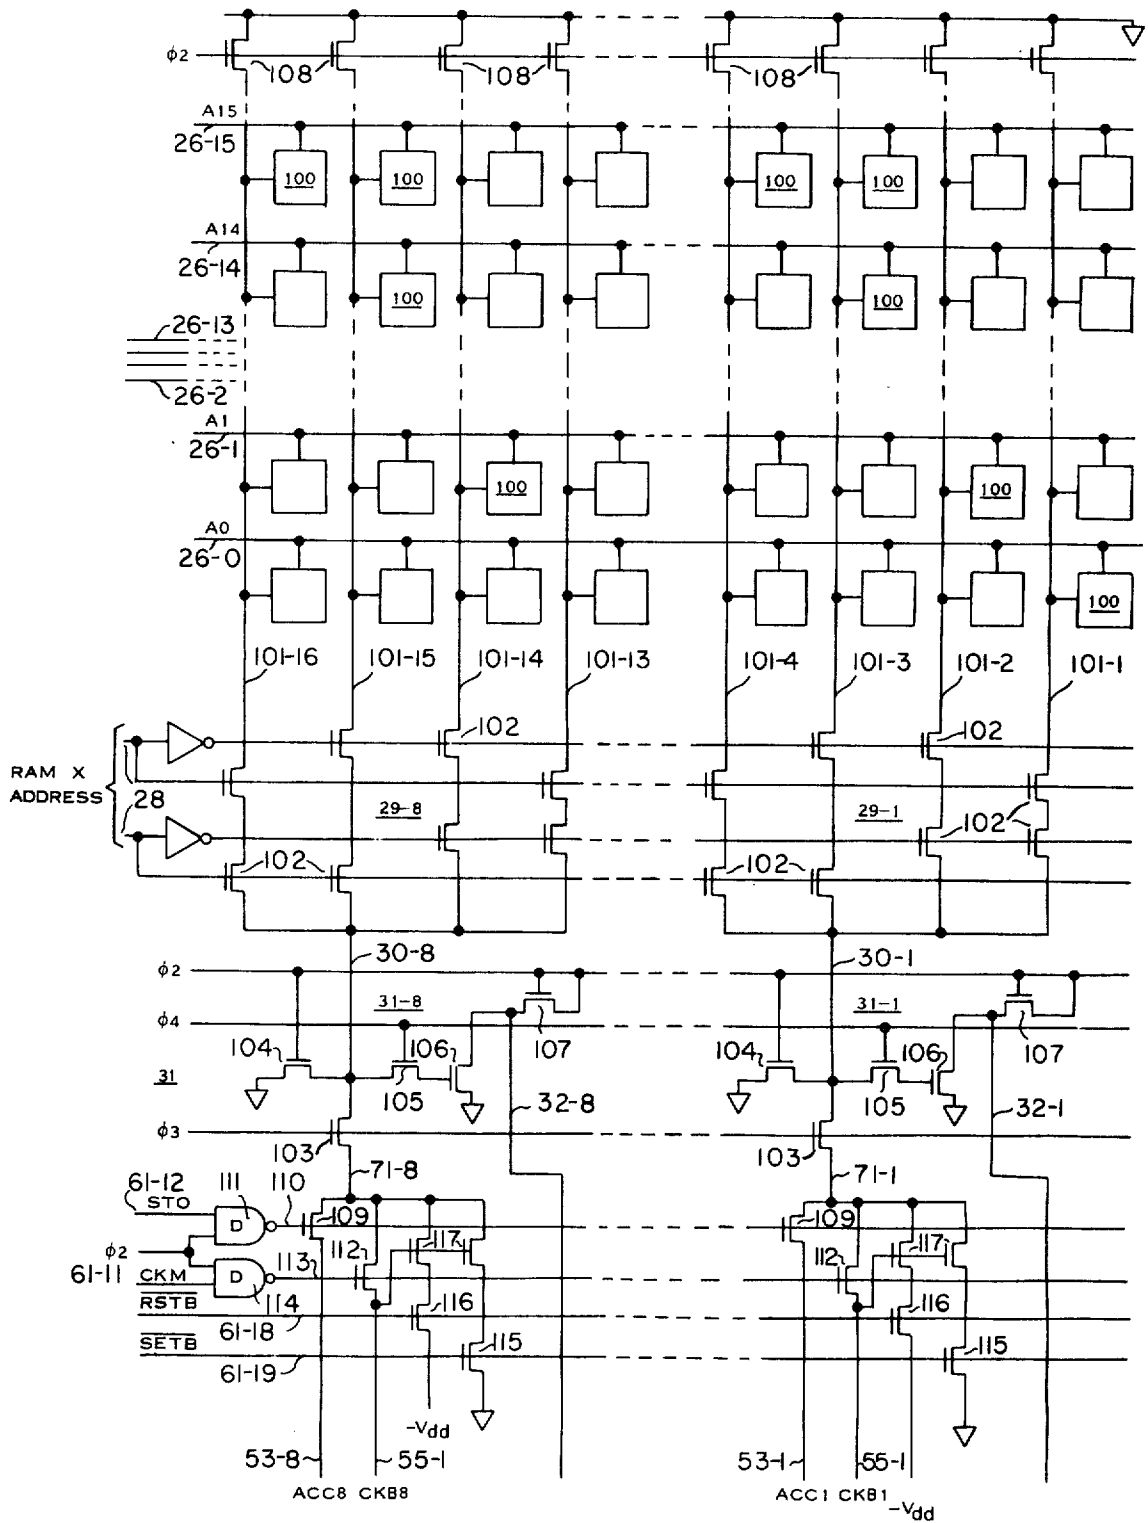 ϕ2 108 108 108
A15
26-15 100 100 100 100
A14
26-14 100 100
26-13
26-2
A1
26-1 100 100
A0
26-0 100
101-16 101-15 101-14 101-13 101-4 101-3 101-2 101-1
102 102
RAM X
ADDRESS 28
29-8 29-1 102
102 102
30-8 30-1
ϕ2
31-8 31-1
ϕ4
104 106 107 104 106 107
31 105 32-8 105 32-1
ϕ3
103 103
71-8 71-1
61-12 111 110
STO D 109 109
ϕ2 117 117
61-11 113 112 112
CKM D
RSTB 114 116 116
61-18
SETB 115 115
61-19
-Vdd
53-8 55-1 53-1 55-1
ACC8 CKB8 ACC1 CKB1 -Vdd